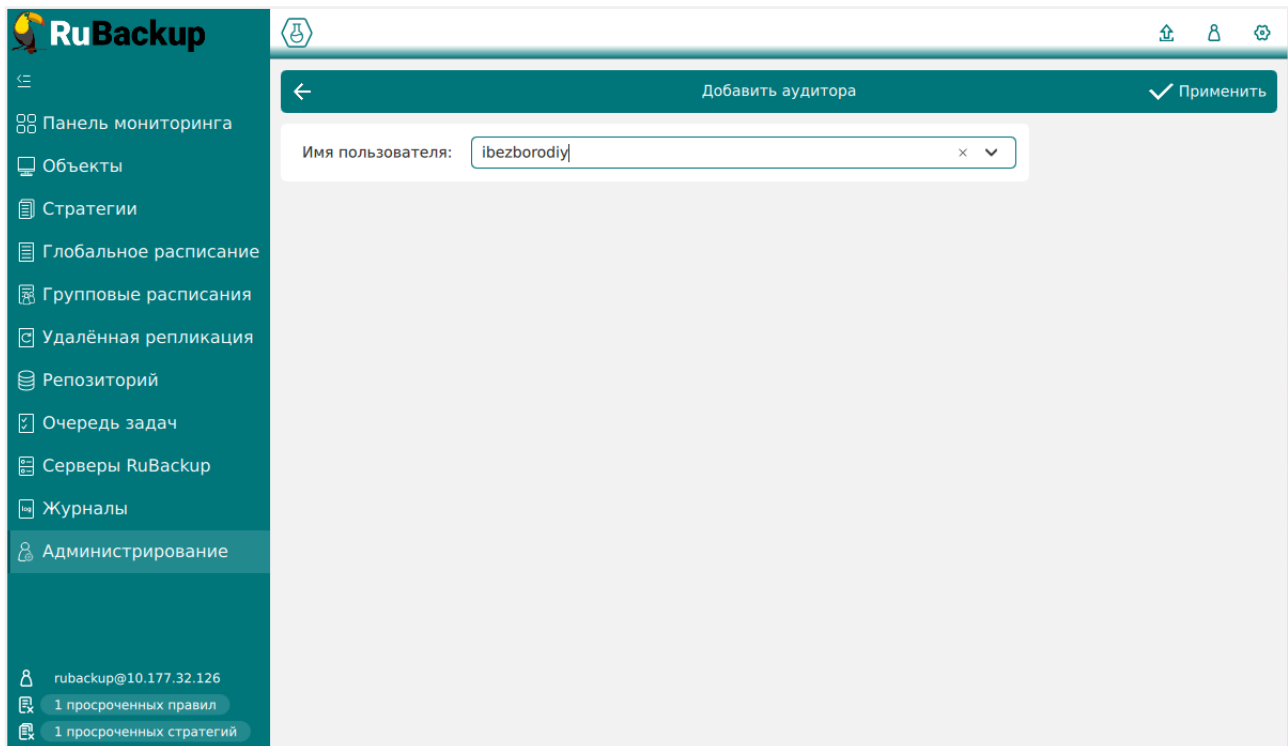 RuBackup
Добавить аудитора
Применить
Имя пользователя:
ibezborodiy
Панель мониторинга
Объекты
Стратегии
Глобальное расписание
Групповые расписания
Удалённая репликация
Репозиторий
Очередь задач
Серверы RuBackup
log
Журналы
Администрирование
rubackup@10.177.32.126
1 просроченных правил
1 просроченных стратегий